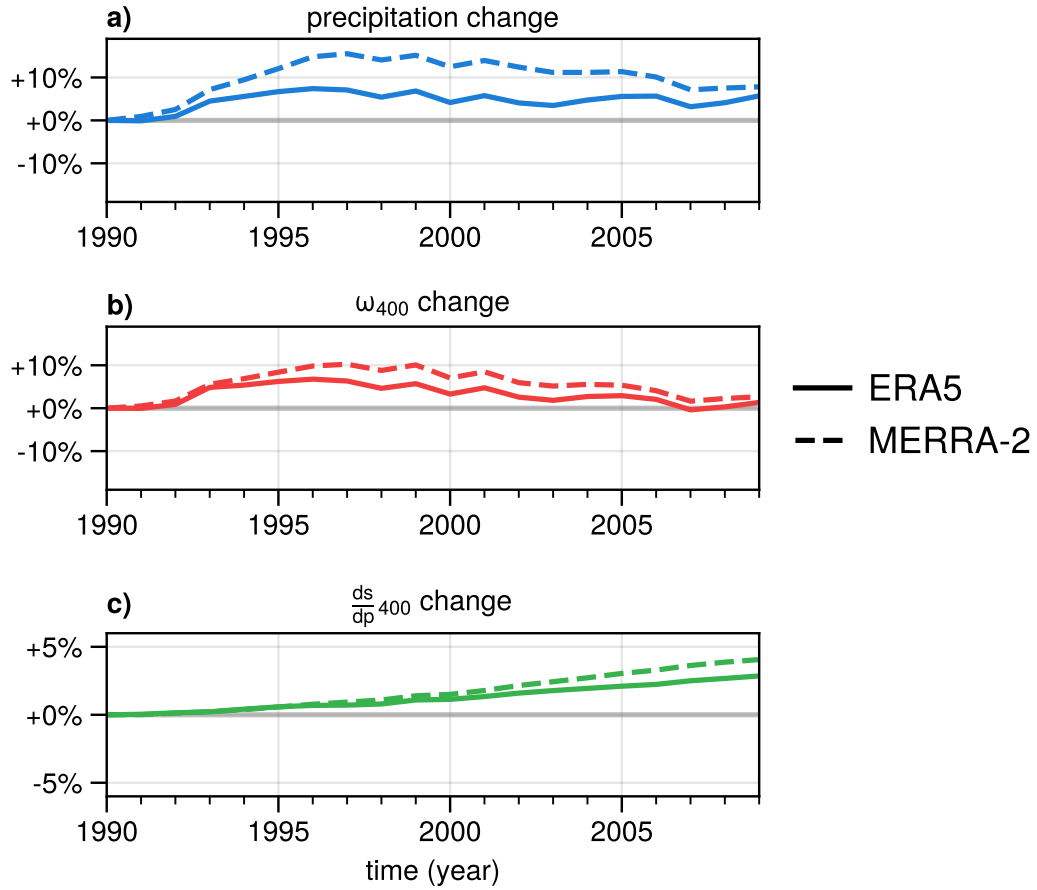 a)
precipitation change
+10%
+0%
-10%
1990 1995 2000 2005
b)
ω400 change
+10%
+0%
-10%
1990 1995 2000 2005
ERA5
MERRA-2
c)
ds/dp 400 change
+5%
+0%
-5%
1990 1995 2000 2005
time (year)